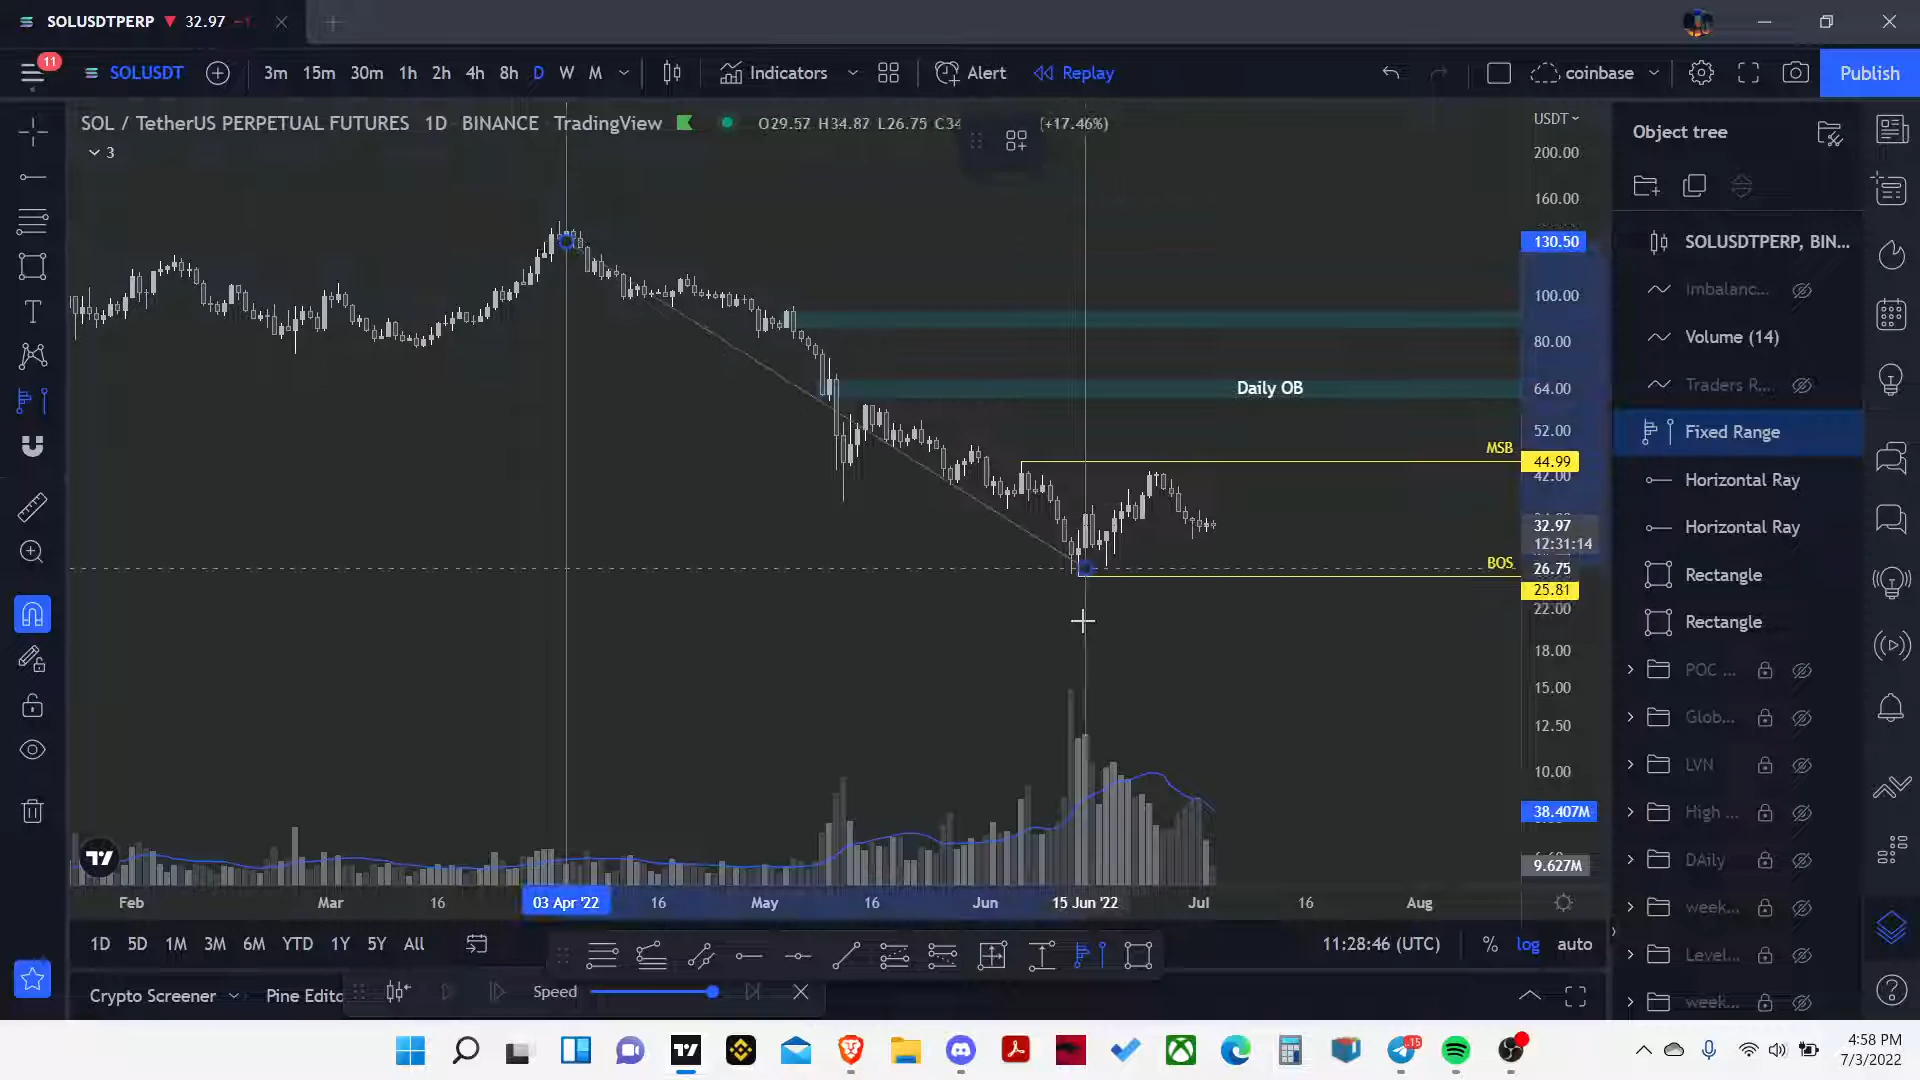 SOLUSDTPERP ▼ 32.97
11
SOLUSDT 3m 15m 30m 1h 2h 4h 8h D W M Indicators Alert Replay coinbase Publish
SOL / TetherUS PERPETUAL FUTURES 1D BINANCE TradingView O29.57 H34.87 L26.75 (+17.46%)
3
USDT
200.00
160.00
130.50
100.00
80.00
Daily OB
64.00
52.00
MSB
44.99
42.00
32.97
12:31:14
BOS
26.75
25.81
22.00
18.00
15.00
12.50
10.00
38.407M
9.627M
Feb Mar 16 03 Apr '22 16 May 16 Jun 15 Jun '22 Jul 16 Aug
1D 5D 1M 3M 6M YTD 1Y 5Y All
11:28:46 (UTC) % log auto
Crypto Screener Pine Edito Speed
Object tree
SOLUSDTPERP, BIN...
Imbalanc...
Volume (14)
Traders R...
Fixed Range
Horizontal Ray
Horizontal Ray
Rectangle
Rectangle
POC ...
Glob...
LVN
High ...
DAily
week...
Level...
week...
15
4:58 PM
7/3/2022